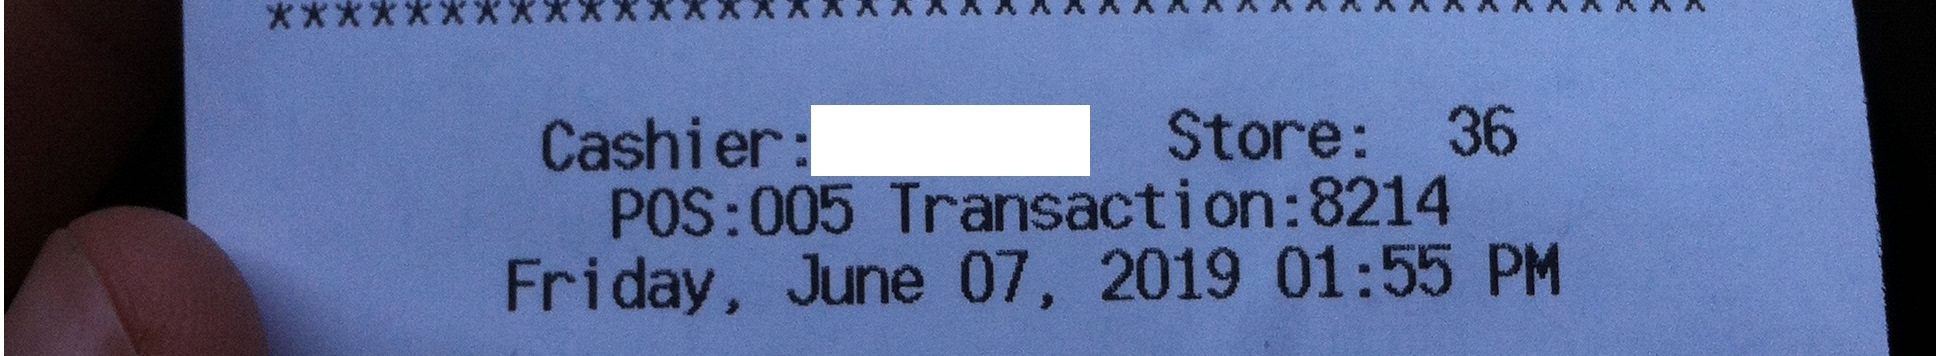 ******************************************
Cashier: Store: 36
POS:005 Transaction:8214
Friday, June 07, 2019 01:55 PM